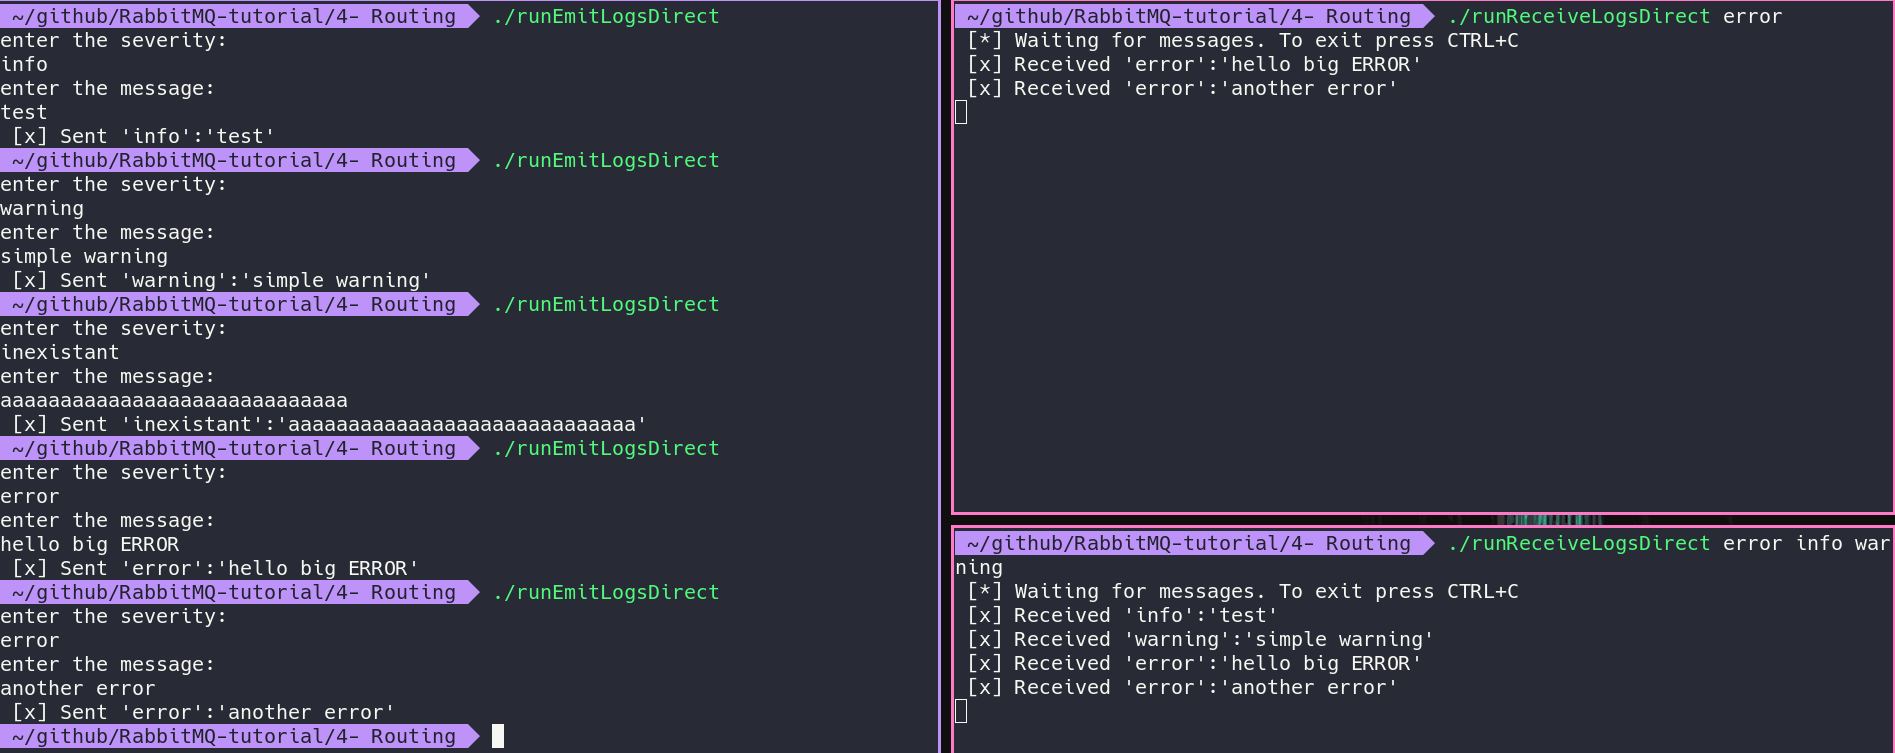 ~/github/RabbitMQ-tutorial/4- Routing ./runEmitLogsDirect
enter the severity:
info
enter the message:
test
[x] Sent 'info':'test'
~/github/RabbitMQ-tutorial/4- Routing ./runEmitLogsDirect
enter the severity:
warning
enter the message:
simple warning
[x] Sent 'warning':'simple warning'
~/github/RabbitMQ-tutorial/4- Routing ./runEmitLogsDirect
enter the severity:
inexistant
enter the message:
aaaaaaaaaaaaaaaaaaaaaaaaaaaaa
[x] Sent 'inexistant':'aaaaaaaaaaaaaaaaaaaaaaaaaaaaa'
~/github/RabbitMQ-tutorial/4- Routing ./runEmitLogsDirect
enter the severity:
error
enter the message:
hello big ERROR
[x] Sent 'error':'hello big ERROR'
~/github/RabbitMQ-tutorial/4- Routing ./runEmitLogsDirect
enter the severity:
error
enter the message:
another error
[x] Sent 'error':'another error'
~/github/RabbitMQ-tutorial/4- Routing
~/github/RabbitMQ-tutorial/4- Routing ./runReceiveLogsDirect error
[*] Waiting for messages. To exit press CTRL+C
[x] Received 'error':'hello big ERROR'
[x] Received 'error':'another error'
~/github/RabbitMQ-tutorial/4- Routing ./runReceiveLogsDirect error info war
ning
[*] Waiting for messages. To exit press CTRL+C
[x] Received 'info':'test'
[x] Received 'warning':'simple warning'
[x] Received 'error':'hello big ERROR'
[x] Received 'error':'another error'